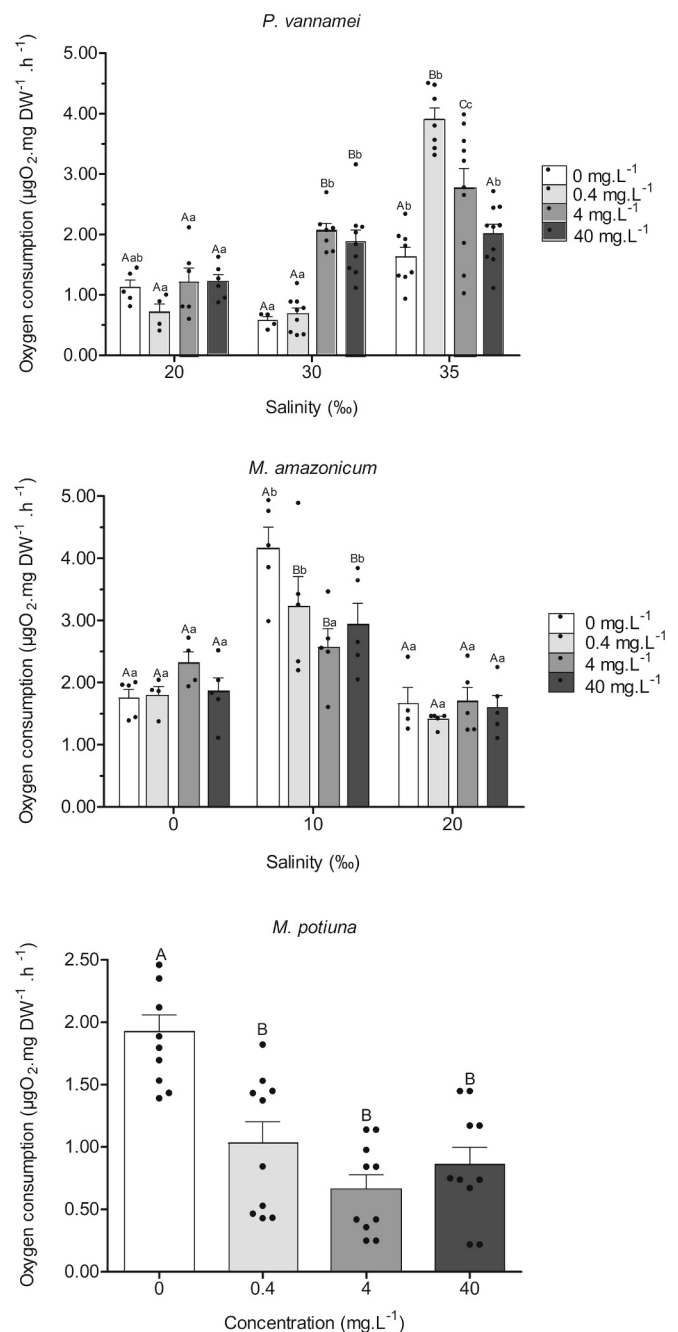 P. vannamei
Oxygen consumption (µgO₂.mg DW⁻¹ .h⁻¹)
5.00
4.00
3.00
2.00
1.00
0.00
Aab
Aa
Aa
Aa
Aa
Aa
Bb
Bb
Ab
Bb
Cc
Ab
20
30
35
Salinity (‰)
0 mg.L⁻¹
0.4 mg.L⁻¹
4 mg.L⁻¹
40 mg.L⁻¹
M. amazonicum
Oxygen consumption (µgO₂.mg DW⁻¹ .h⁻¹)
5.00
4.00
3.00
2.00
1.00
0.00
Aa
Aa
Aa
Aa
Ab
Bb
Ba
Bb
Aa
Aa
Aa
Aa
0
10
20
Salinity (‰)
0 mg.L⁻¹
0.4 mg.L⁻¹
4 mg.L⁻¹
40 mg.L⁻¹
M. potiuna
Oxygen consumption (µgO₂.mg DW⁻¹ .h⁻¹)
2.50
2.00
1.50
1.00
0.50
0.00
A
B
B
B
0
0.4
4
40
Concentration (mg.L⁻¹)